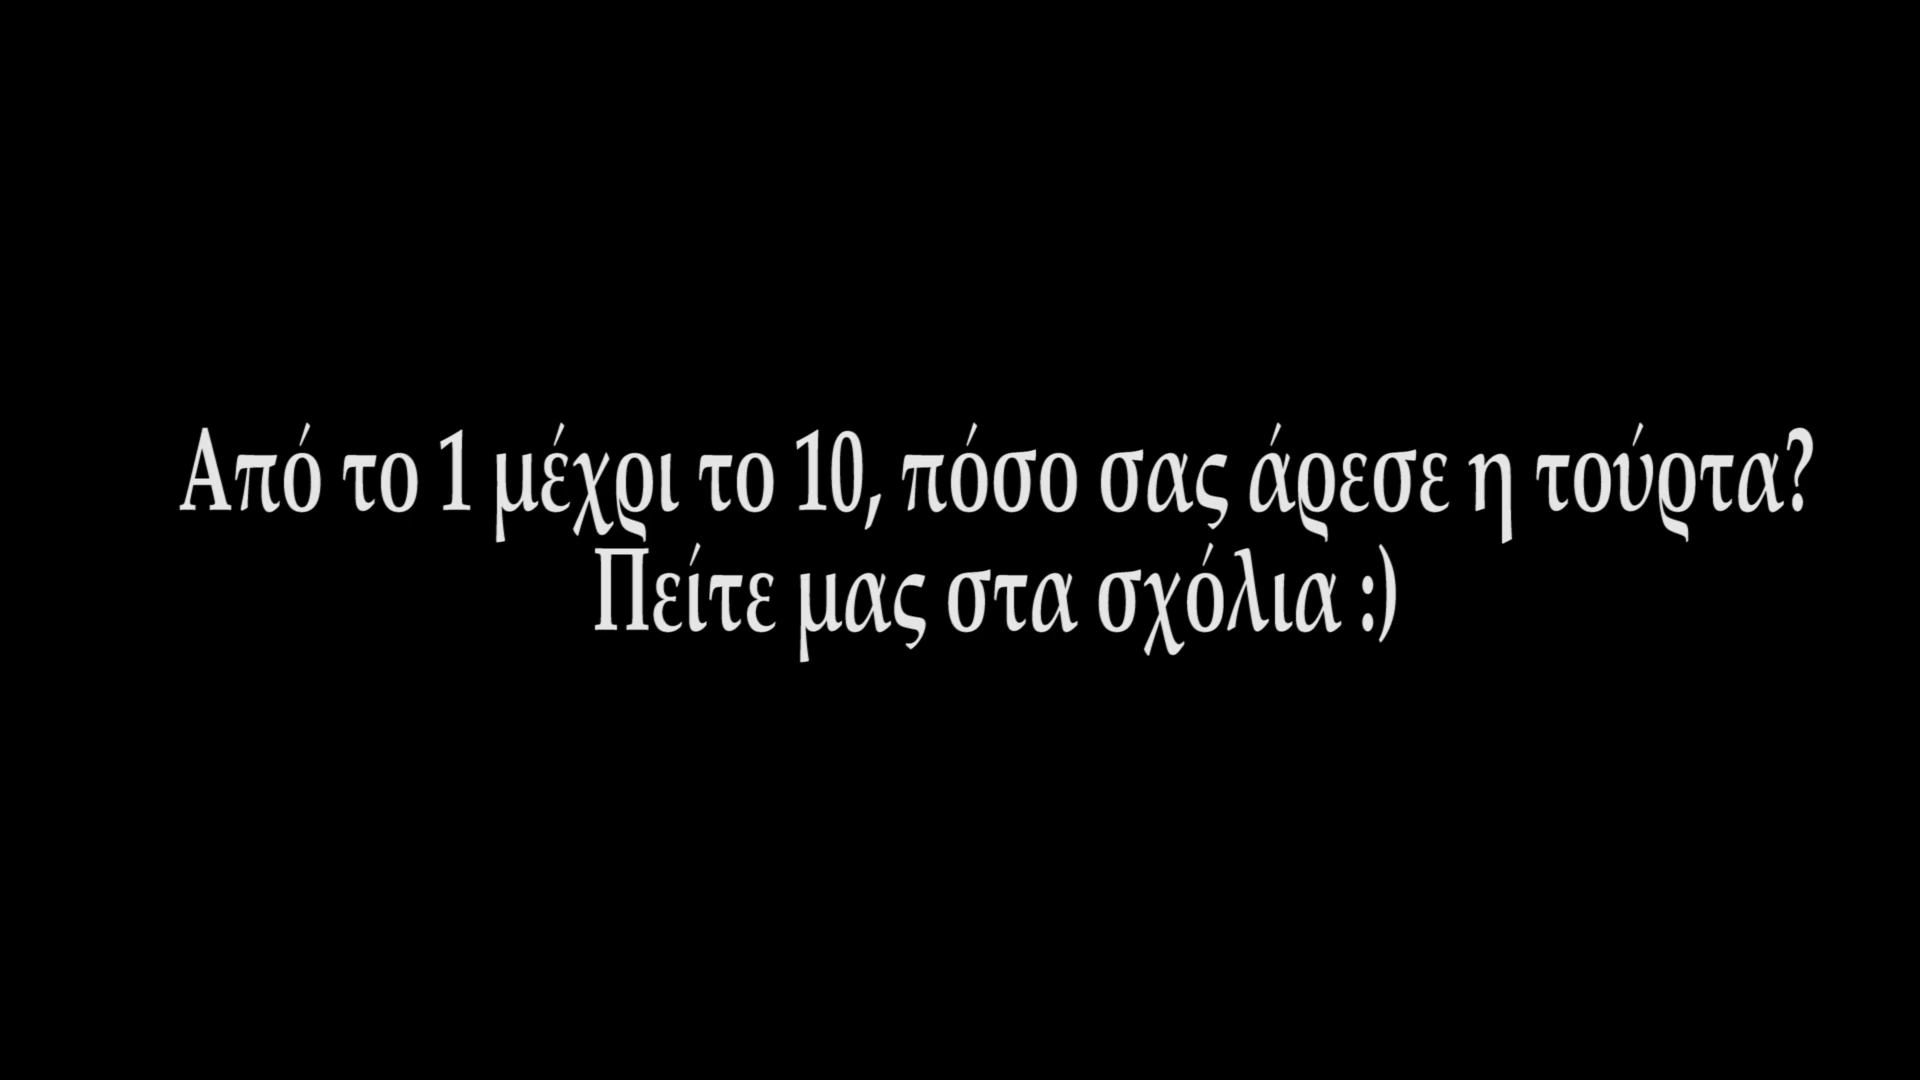 Από το 1 μέχρι το 10, πόσο σας άρεσε η τούρτα?
Πείτε μας στα σχόλια :)